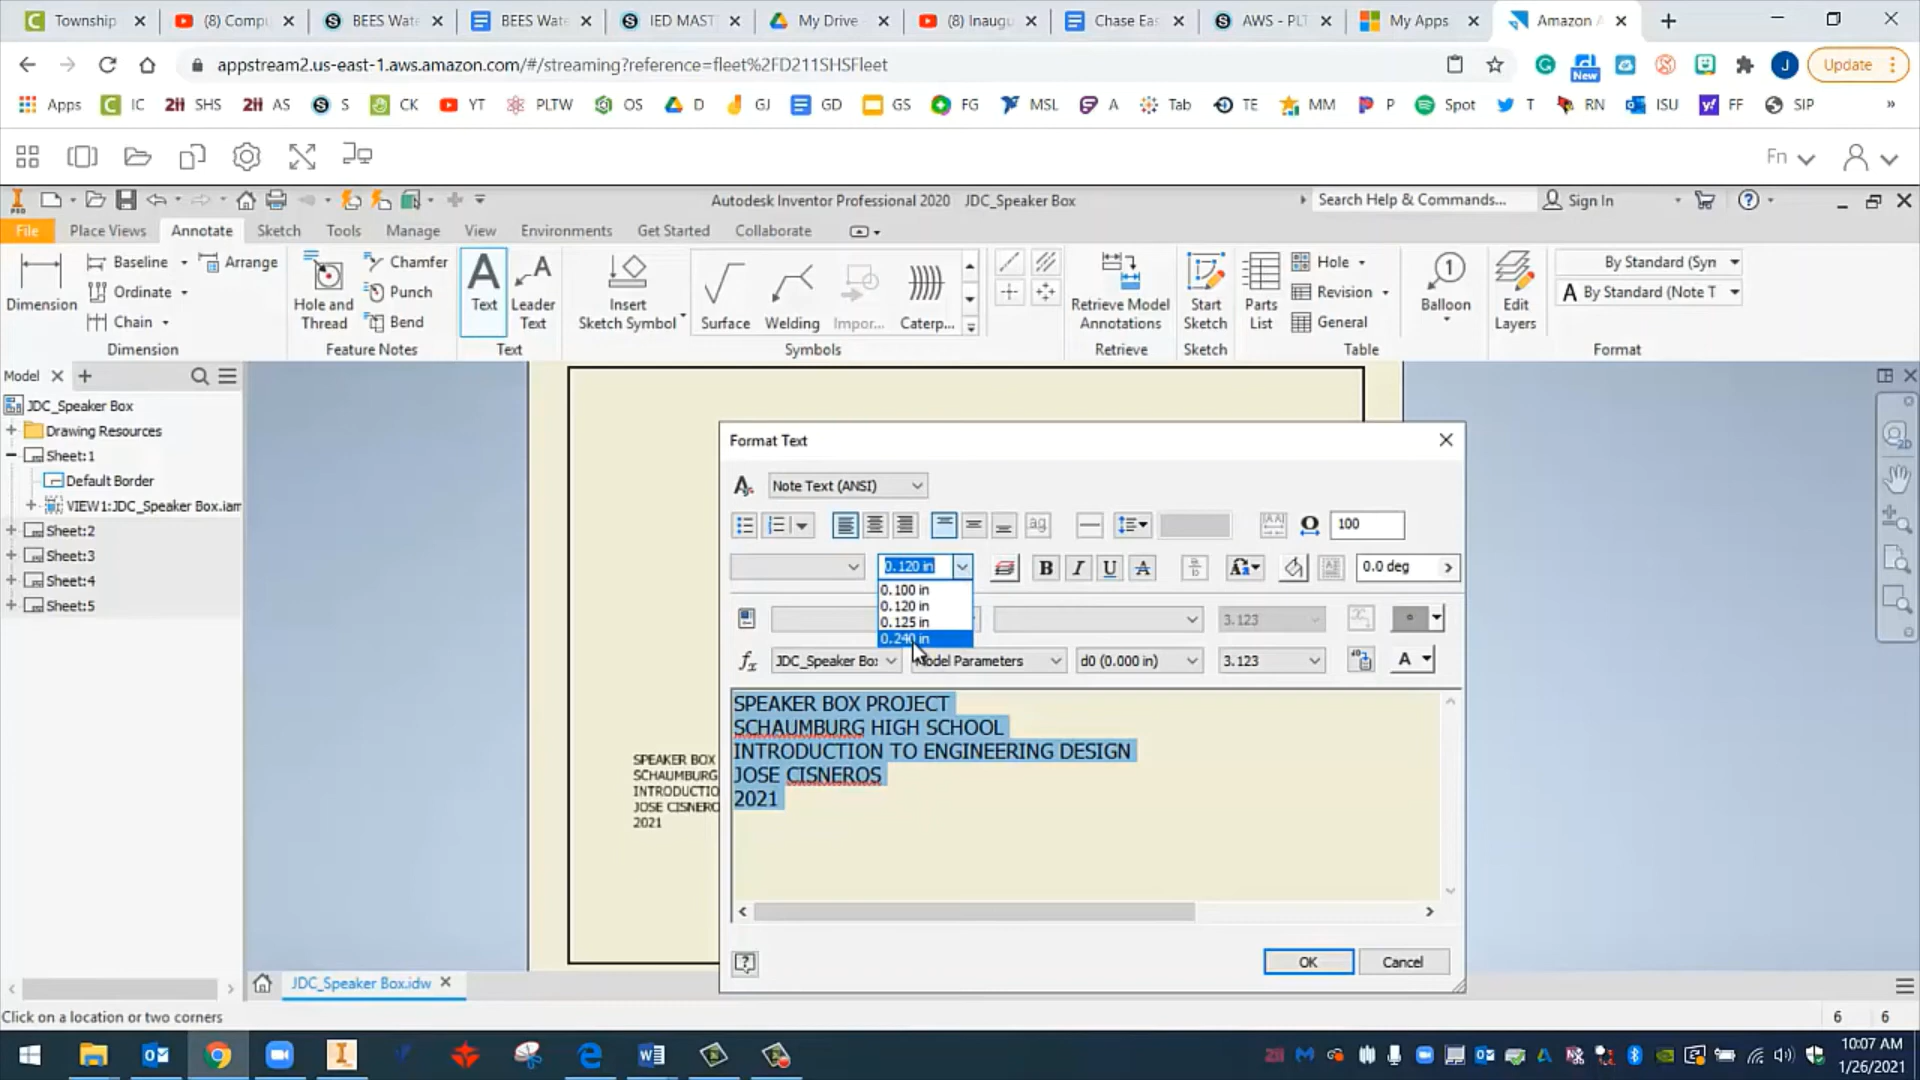 Township
(8) Compu
BEES Wate
BEES Wate
IED MAST
My Drive
(8) Inaugu
Chase Eas
AWS - PLT
My Apps
Amazon A
appstream2.us-east-1.aws.amazon.com/#/streaming?reference=fleet%2FD211SHSFleet
New
J
Update
Apps
IC
SHS
AS
S
CK
YT
PLTW
OS
D
GJ
GD
GS
FG
MSL
A
Tab
TE
MM
P
Spot
T
RN
ISU
FF
SIP
»
Fn
Autodesk Inventor Professional 2020 JDC_Speaker Box
Search Help & Commands...
Sign In
File
Place Views
Annotate
Sketch
Tools
Manage
View
Environments
Get Started
Collaborate
Baseline
Arrange
Chamfer
Hole
By Standard (Syn
Ordinate
Punch
Revision
By Standard (Note T
Dimension
Hole and Thread
Text
Leader Text
Insert Sketch Symbol
Surface
Welding
Impor...
Caterp...
Retrieve Model Annotations
Start Sketch
Parts List
Balloon
Edit Layers
Chain
Bend
General
Dimension
Feature Notes
Text
Symbols
Retrieve
Sketch
Table
Format
Model
JDC_Speaker Box
Drawing Resources
Sheet:1
Default Border
VIEW1:JDC_Speaker Box.iam
Sheet:2
Sheet:3
Sheet:4
Sheet:5
Format Text
Note Text (ANSI)
100
0.120 in
B I U A
0.0 deg
0.100 in
0.120 in
0.125 in
0.240 in
3.123
JDC_Speaker Box
Model Parameters
d0 (0.000 in)
3.123
A
SPEAKER BOX PROJECT
SCHAUMBURG HIGH SCHOOL
INTRODUCTION TO ENGINEERING DESIGN
JOSE CISNEROS
2021
SPEAKER BOX
SCHAUMBURG
INTRODUCTIO
JOSE CISNERO
2021
OK
Cancel
JDC_Speaker Box.idw
Click on a location or two corners
6
6
10:07 AM
1/26/2021